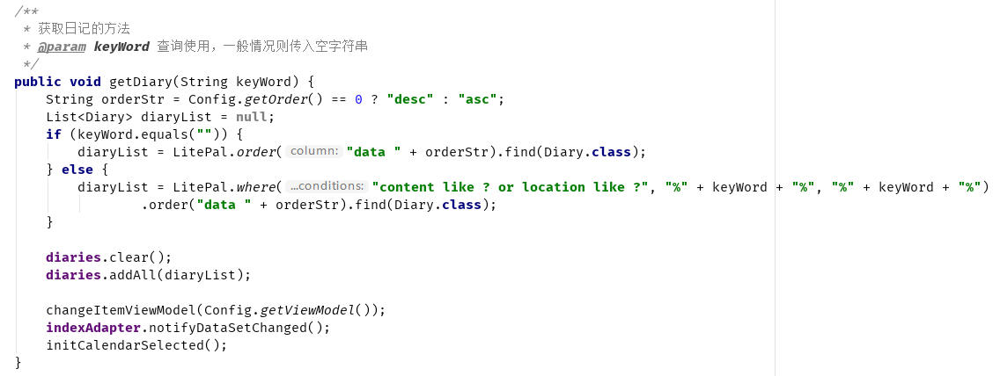 /**
 * 获取日记的方法
 * @param keyWord 查询使用，一般情况则传入空字符串
 */
public void getDiary(String keyWord) {
    String orderStr = Config.getOrder() == 0 ? "desc" : "asc";
    List<Diary> diaryList = null;
    if (keyWord.equals("")) {
        diaryList = LitePal.order( column: "data " + orderStr).find(Diary.class);
    } else {
        diaryList = LitePal.where( ...conditions: "content like ? or location like ?", "%" + keyWord + "%", "%" + keyWord + "%")
                .order("data " + orderStr).find(Diary.class);
    }
    diaries.clear();
    diaries.addAll(diaryList);
    changeItemViewModel(Config.getViewModel());
    indexAdapter.notifyDataSetChanged();
    initCalendarSelected();
}